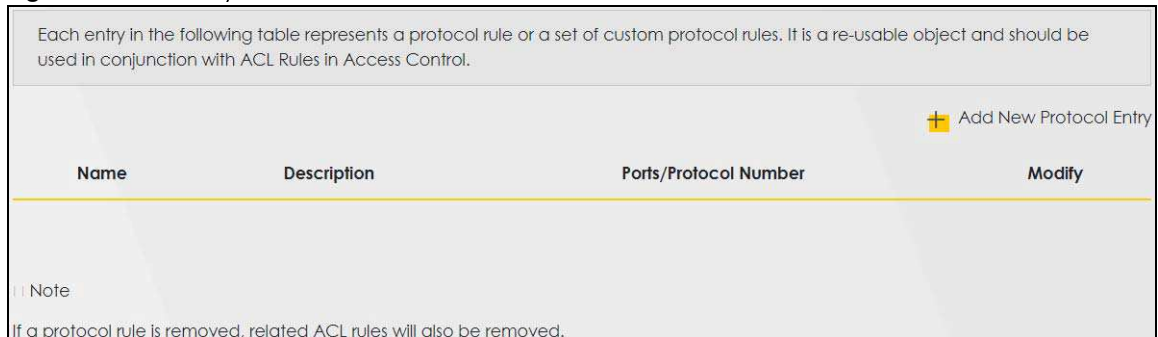 Each entry in the following table represents a protocol rule or a set of custom protocol rules. It is a re-usable object and should be
used in conjunction with ACL Rules in Access Control.
Add New Protocol Entry
Name Description Ports/Protocol Number Modify
Note
If a protocol rule is removed, related ACL rules will also be removed.